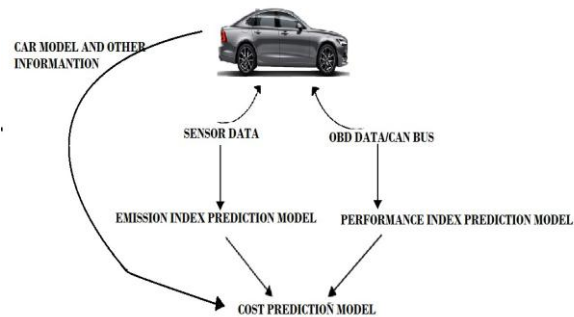 CAR MODEL AND OTHER
INFORMANTION
SENSOR DATA
OBD DATA/CAN BUS
EMISSION INDEX PREDICTION MODEL
PERFORMANCE INDEX PREDICTION MODEL
COST PREDICTION MODEL